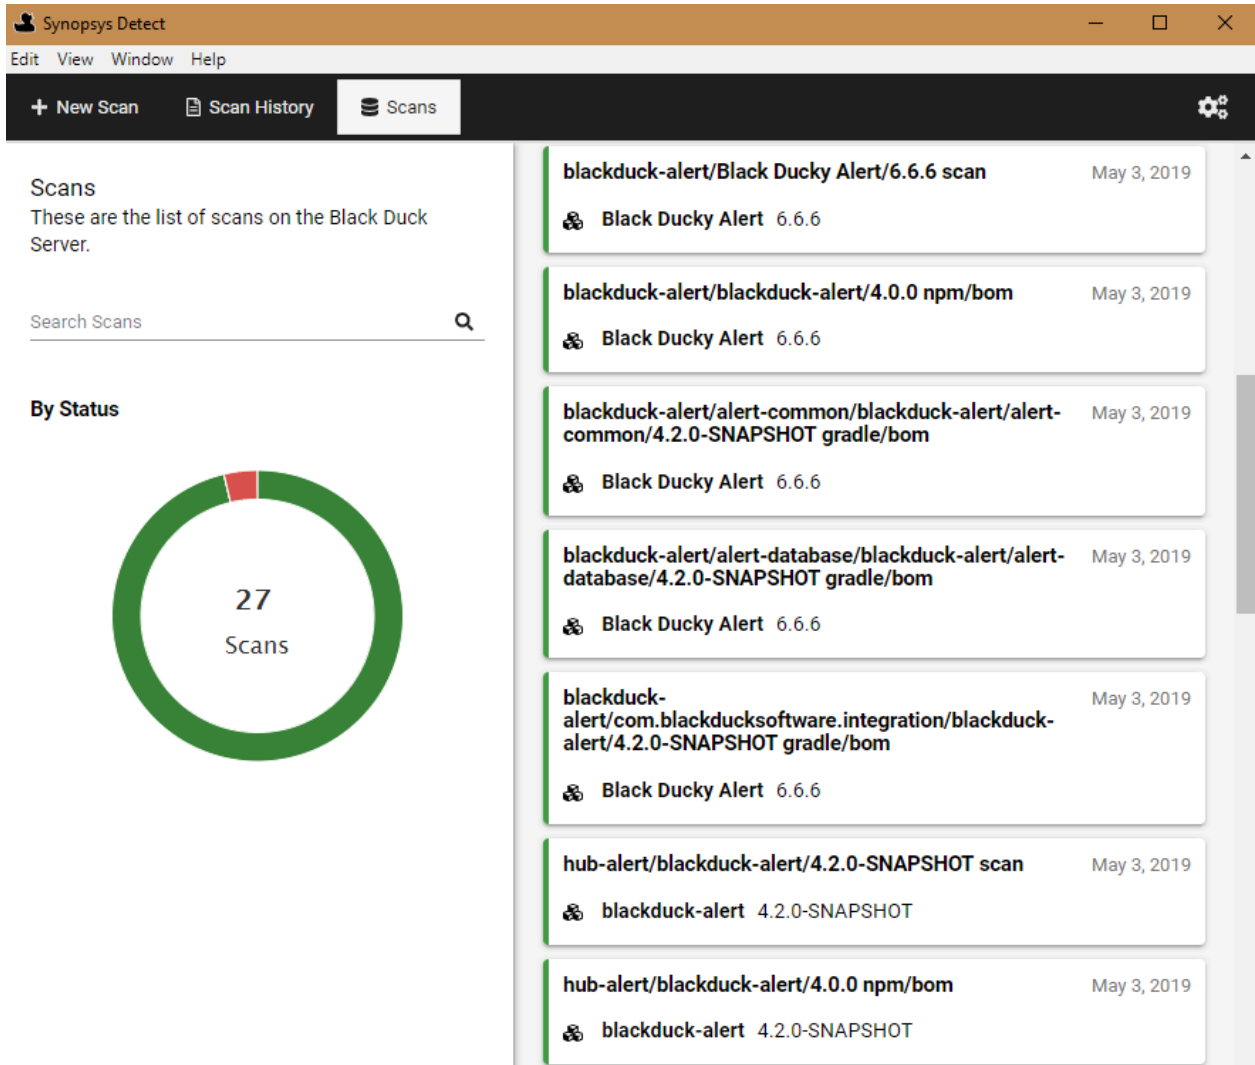 Synopsys Detect
Edit View Window Help
New Scan Scan History Scans
Scans
These are the list of scans on the Black Duck
Server.
Search Scans
By Status
27
Scans
blackduck-alert/Black Ducky Alert/6.6.6 scan May 3, 2019
Black Ducky Alert 6.6.6
blackduck-alert/blackduck-alert/4.0.0 npm/bom May 3, 2019
Black Ducky Alert 6.6.6
blackduck-alert/alert-common/blackduck-alert/alert- May 3, 2019
common/4.2.0-SNAPSHOT gradle/bom
Black Ducky Alert 6.6.6
blackduck-alert/alert-database/blackduck-alert/alert- May 3, 2019
database/4.2.0-SNAPSHOT gradle/bom
Black Ducky Alert 6.6.6
blackduck- May 3, 2019
alert/com.blackducksoftware.integration/blackduck-
alert/4.2.0-SNAPSHOT gradle/bom
Black Ducky Alert 6.6.6
hub-alert/blackduck-alert/4.2.0-SNAPSHOT scan May 3, 2019
blackduck-alert 4.2.0-SNAPSHOT
hub-alert/blackduck-alert/4.0.0 npm/bom May 3, 2019
blackduck-alert 4.2.0-SNAPSHOT